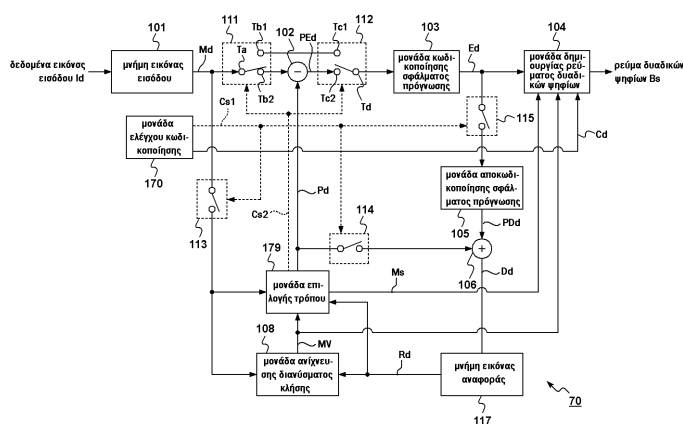 101
μνήμη εικόνας
εισόδου
δεδομένα εικόνος
εισόδου Id
Md
111
Ta
Tb1
Tb2
102
PEd
112
Tc1
Tc2
Td
103
μονάδα κωδι-
κοποίησης
σφάλματος
πρόγνωσης
Ed
104
μονάδα δημι-
ουργίας ρεύ-
ματος δυαδι-
κών ψηφίων
ρεύμα δυαδικών
ψηφίων Bs
μονάδα
ελέγχου κωδι-
κοποίησης
170
Cs1
115
Cd
μονάδα αποκωδι-
κοποίησης σφάλ-
ματος πρόγνωσης
105
PDd
113
Cs2
Pd
114
106
Dd
179
μονάδα επι-
λογής τρόπου
Ms
108
μονάδα ανίχνευ-
σης διανύσματος
κλήσης
MV
Rd
μνήμη εικόνας
αναφοράς
117
70